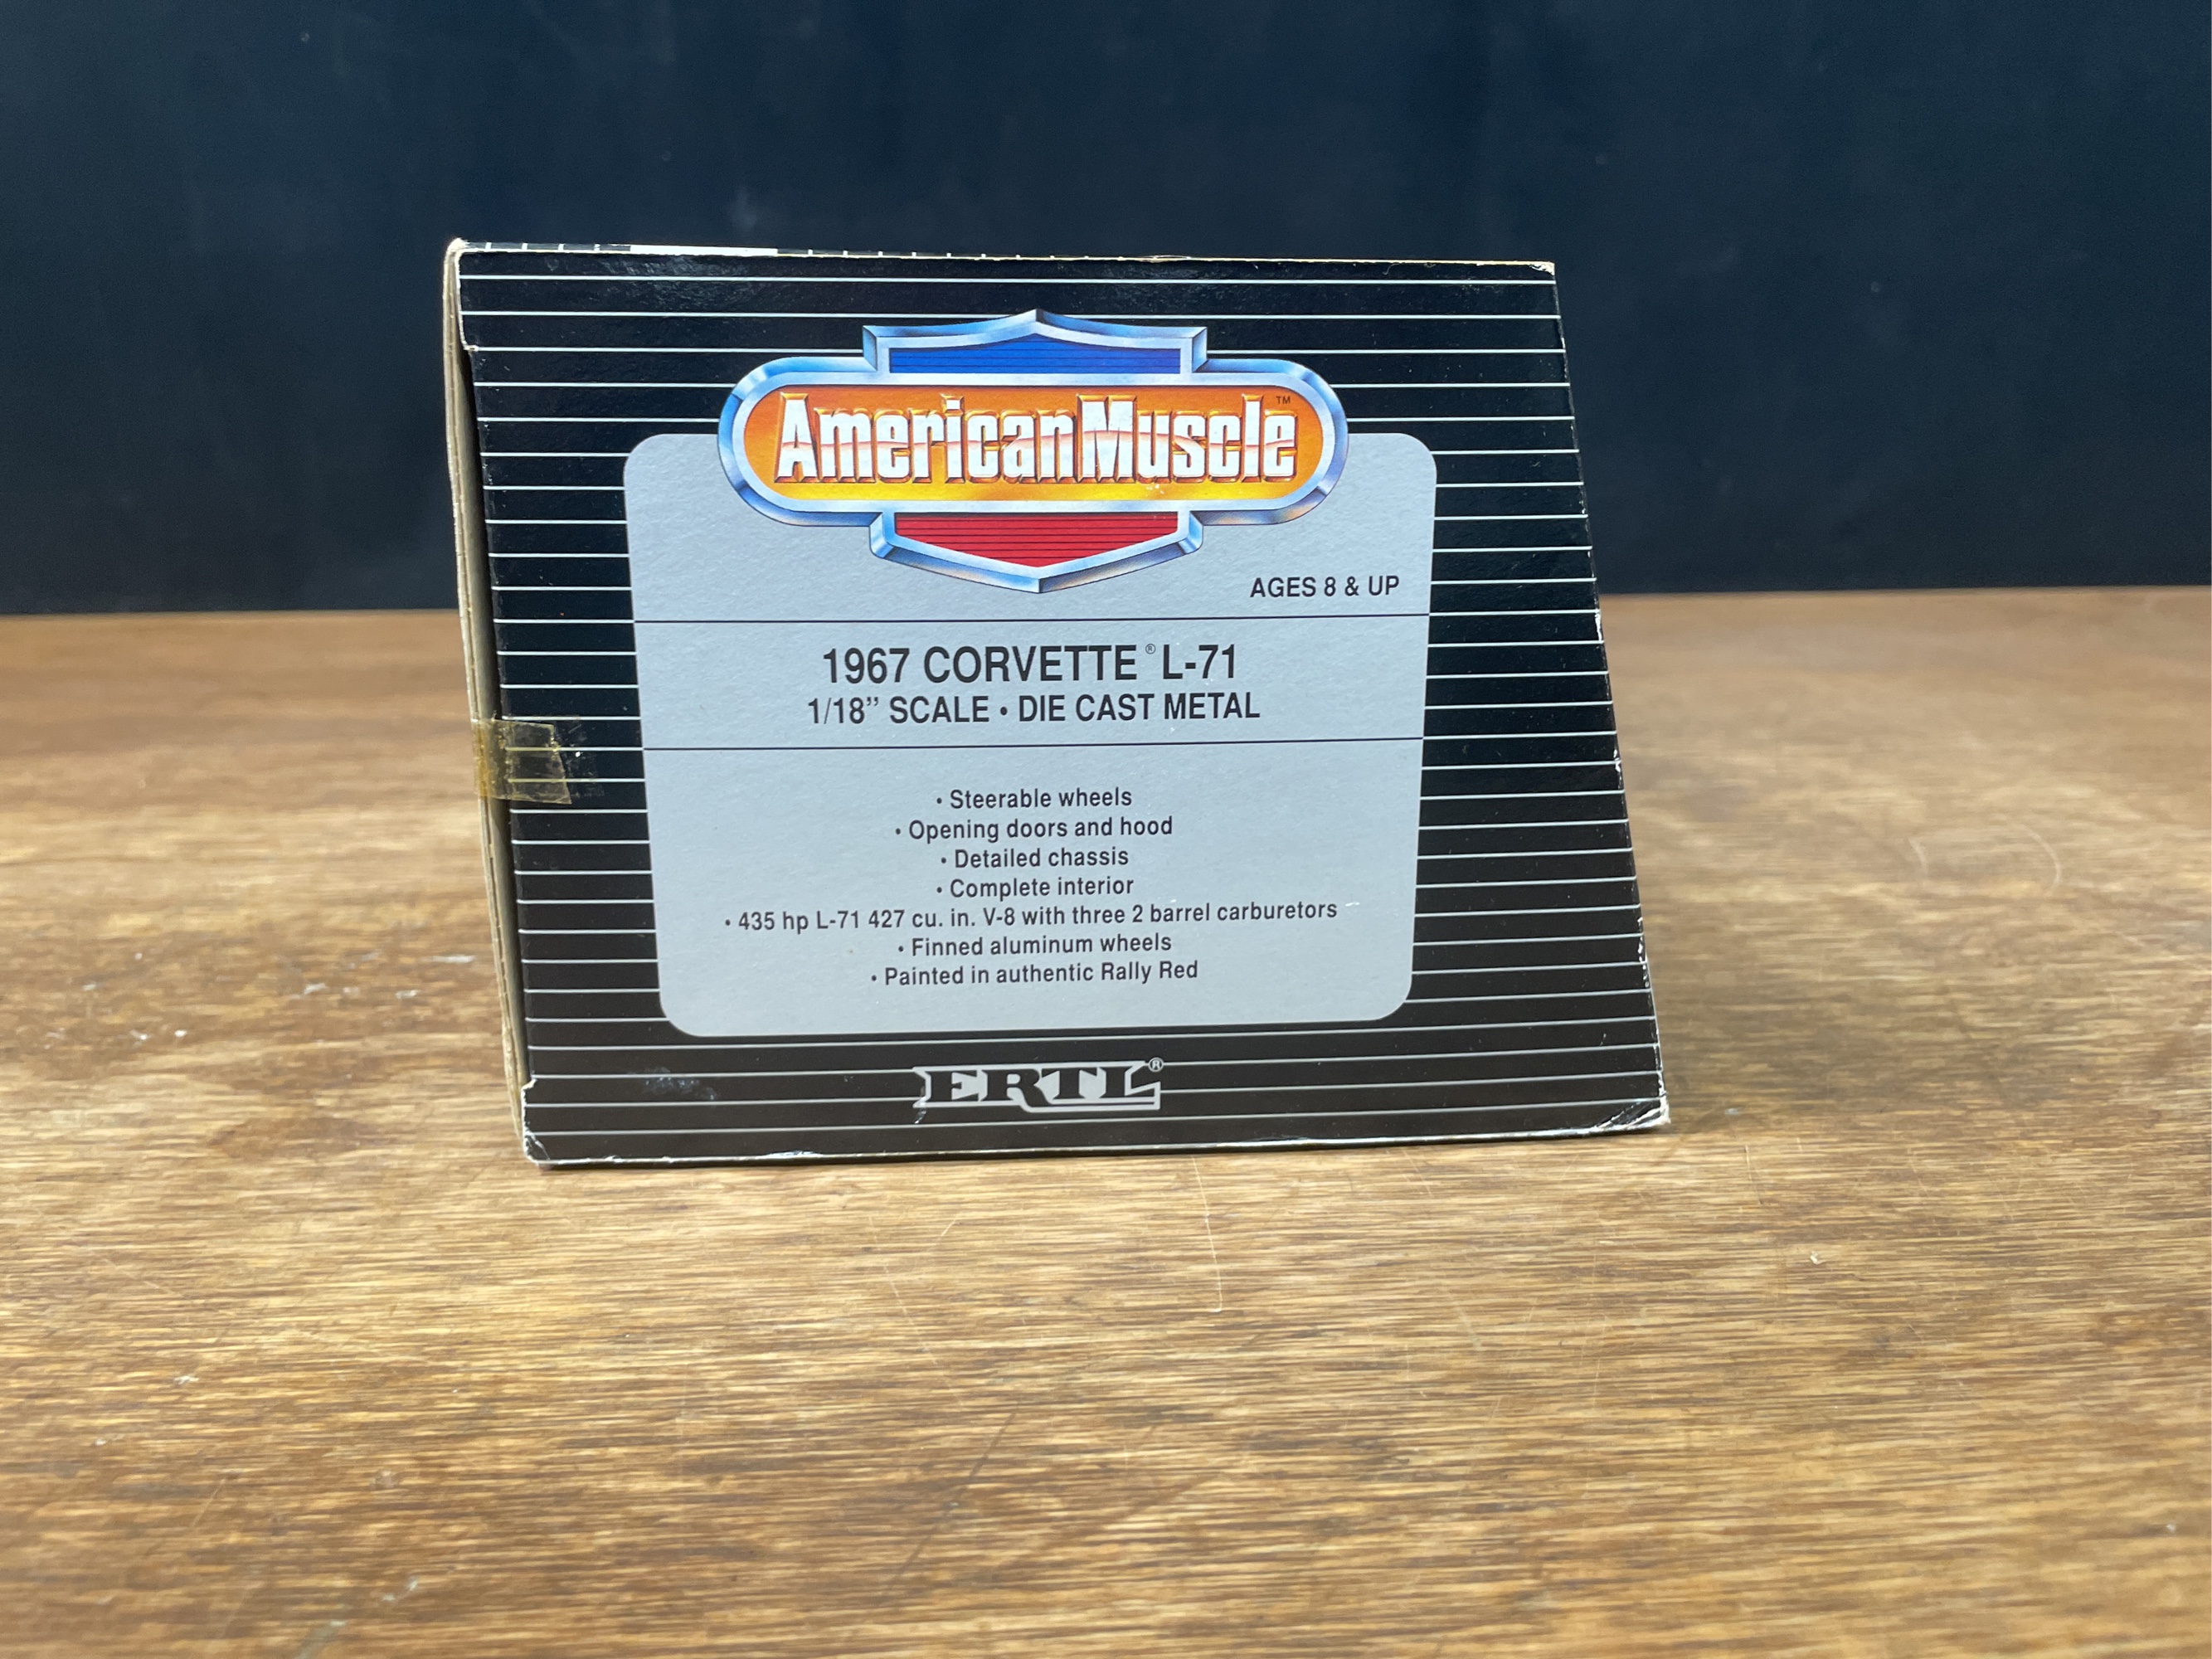 AmericanMuscle™
AGES 8 & UP
1967 CORVETTE® L-71
1/18” SCALE • DIE CAST METAL
• Steerable wheels
• Opening doors and hood
• Detailed chassis
• Complete interior
• 435 hp L-71 427 cu. in. V-8 with three 2 barrel carburetors
• Finned aluminum wheels
• Painted in authentic Rally Red
ERTL®